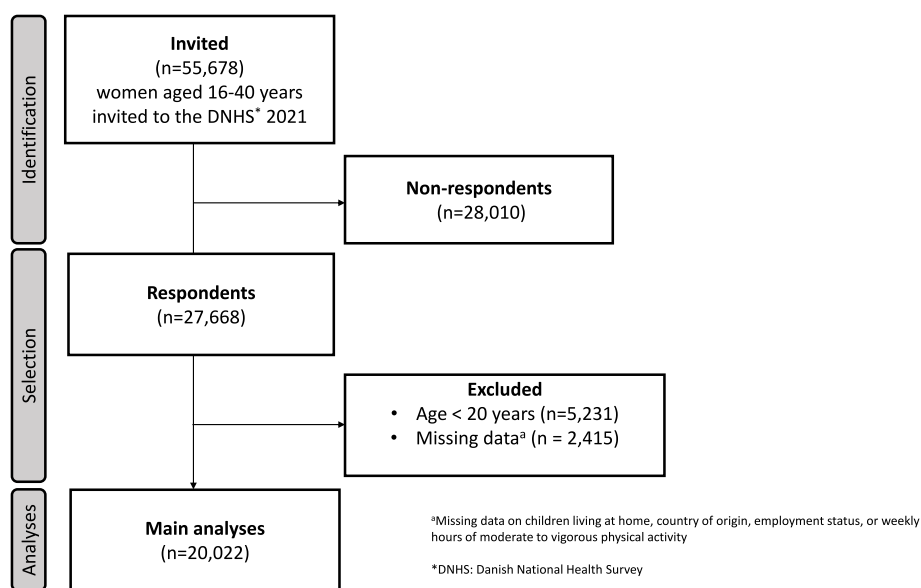 Identification
Invited
(n=55,678)
women aged 16-40 years
invited to the DNHS* 2021
Non-respondents
(n=28,010)
Selection
Respondents
(n=27,668)
Excluded
• Age < 20 years (n=5,231)
• Missing dataᵃ (n = 2,415)
Analyses
Main analyses
(n=20,022)
ᵃMissing data on children living at home, country of origin, employment status, or weekly
hours of moderate to vigorous physical activity
*DNHS: Danish National Health Survey